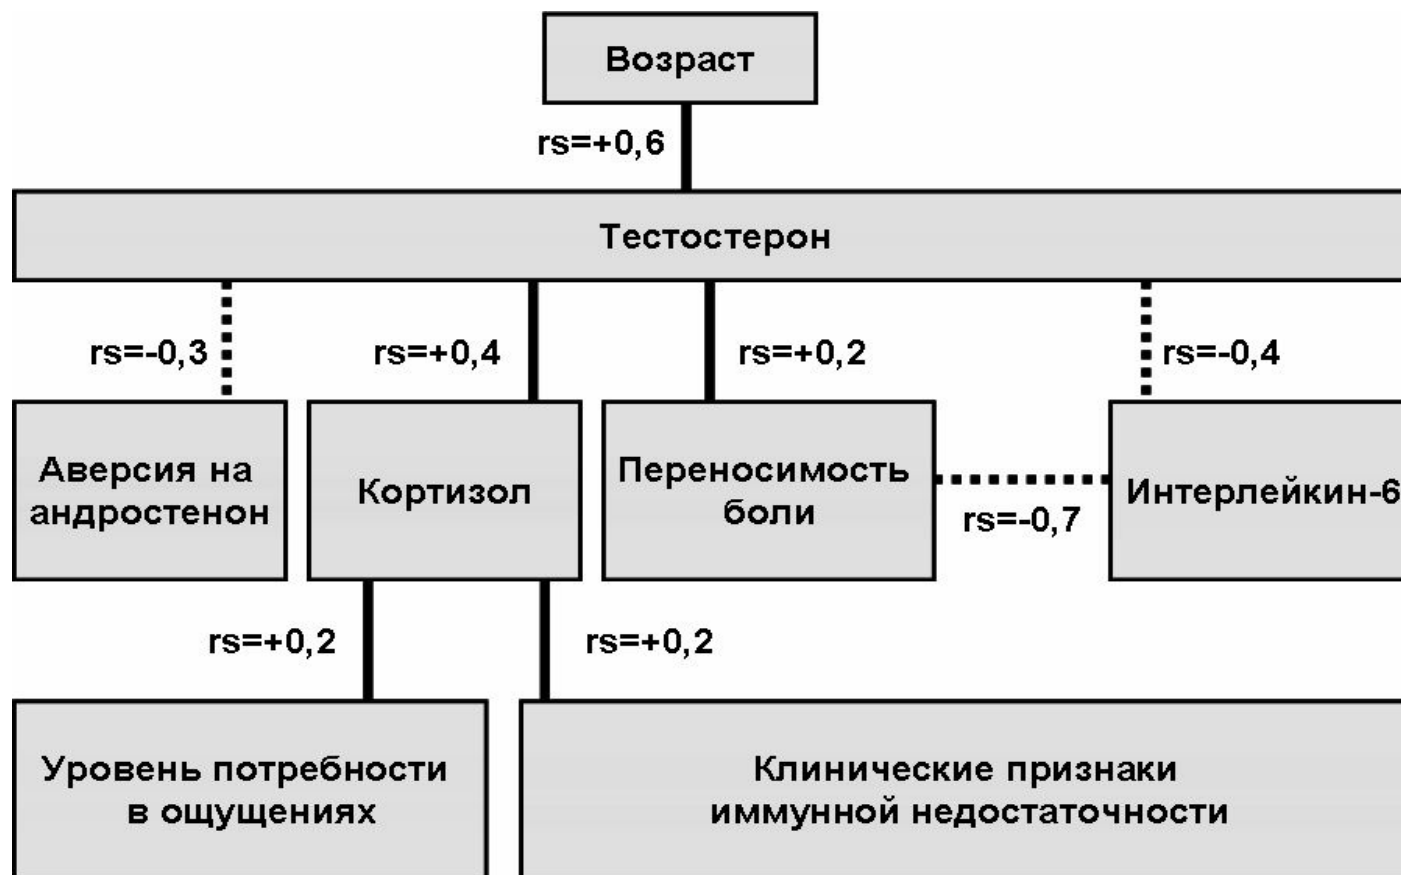 Возраст
rs=+0,6
Тестостерон
rs=-0,3
rs=+0,4
rs=+0,2
rs=-0,4
Аверсия на
андростенон
Кортизол
Переносимость
боли
Интерлейкин-6
rs=-0,7
rs=+0,2
rs=+0,2
Уровень потребности
в ощущениях
Клинические признаки
иммунной недостаточности